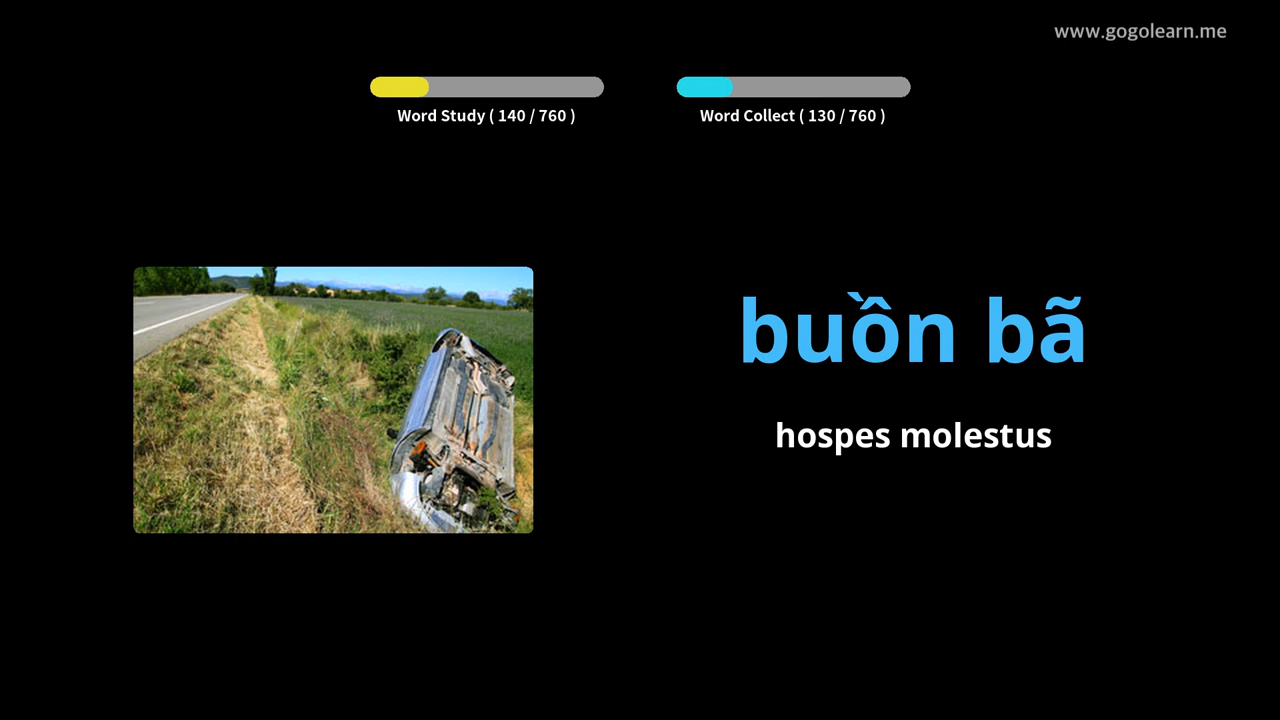 www.gogolearn.me
Word Study ( 140 / 760 )
Word Collect ( 130 / 760 )
buồn bã
hospes molestus